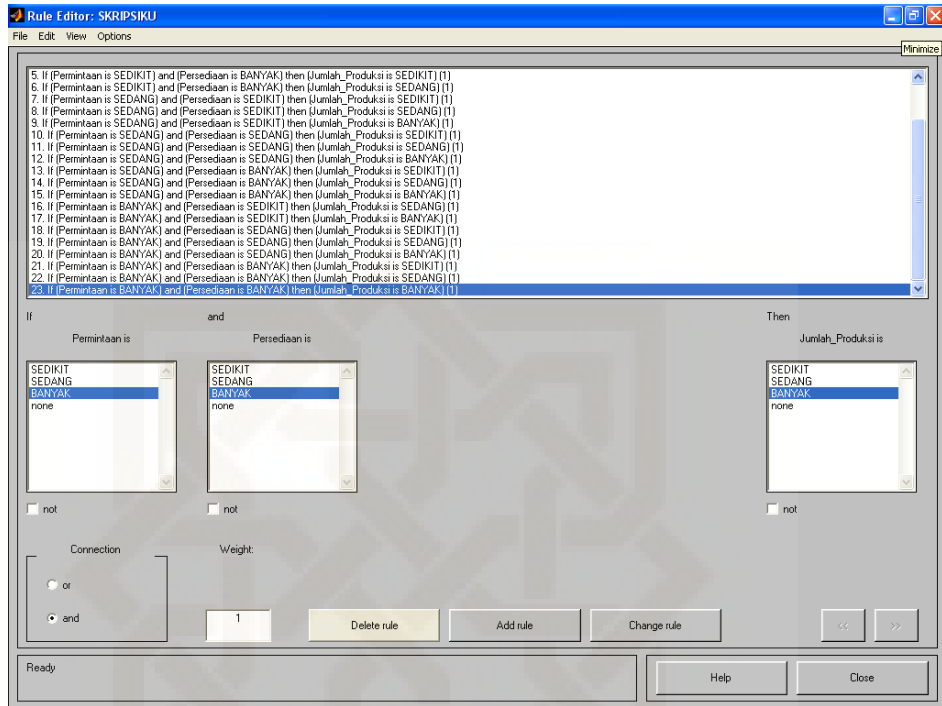 Rule Editor: SKRIPSIKU
File Edit View Options
Minimize
5. If (Permintaan is SEDIKIT) and (Persediaan is BANYAK) then (Jumlah_Produksi is SEDIKIT) (1)
6. If (Permintaan is SEDIKIT) and (Persediaan is BANYAK) then (Jumlah_Produksi is SEDANG) (1)
7. If (Permintaan is SEDANG) and (Persediaan is SEDIKIT) then (Jumlah_Produksi is SEDIKIT) (1)
8. If (Permintaan is SEDANG) and (Persediaan is SEDIKIT) then (Jumlah_Produksi is SEDANG) (1)
9. If (Permintaan is SEDANG) and (Persediaan is SEDIKIT) then (Jumlah_Produksi is BANYAK) (1)
10. If (Permintaan is SEDANG) and (Persediaan is SEDANG) then (Jumlah_Produksi is SEDIKIT) (1)
11. If (Permintaan is SEDANG) and (Persediaan is SEDANG) then (Jumlah_Produksi is SEDANG) (1)
12. If (Permintaan is SEDANG) and (Persediaan is SEDANG) then (Jumlah_Produksi is BANYAK) (1)
13. If (Permintaan is SEDANG) and (Persediaan is BANYAK) then (Jumlah_Produksi is SEDIKIT) (1)
14. If (Permintaan is SEDANG) and (Persediaan is BANYAK) then (Jumlah_Produksi is SEDANG) (1)
15. If (Permintaan is SEDANG) and (Persediaan is BANYAK) then (Jumlah_Produksi is BANYAK) (1)
16. If (Permintaan is BANYAK) and (Persediaan is SEDIKIT) then (Jumlah_Produksi is SEDANG) (1)
17. If (Permintaan is BANYAK) and (Persediaan is SEDIKIT) then (Jumlah_Produksi is BANYAK) (1)
18. If (Permintaan is BANYAK) and (Persediaan is SEDANG) then (Jumlah_Produksi is SEDIKIT) (1)
19. If (Permintaan is BANYAK) and (Persediaan is SEDANG) then (Jumlah_Produksi is SEDANG) (1)
20. If (Permintaan is BANYAK) and (Persediaan is SEDANG) then (Jumlah_Produksi is BANYAK) (1)
21. If (Permintaan is BANYAK) and (Persediaan is BANYAK) then (Jumlah_Produksi is SEDIKIT) (1)
22. If (Permintaan is BANYAK) and (Persediaan is BANYAK) then (Jumlah_Produksi is SEDANG) (1)
23. If (Permintaan is BANYAK) and (Persediaan is BANYAK) then (Jumlah_Produksi is BANYAK) (1)
If and Then
Permintaan is Persediaan is Jumlah_Produksi is
SEDIKIT SEDIKIT SEDIKIT
SEDANG SEDANG SEDANG
BANYAK BANYAK BANYAK
none none none
not not not
Connection Weight:
or
and 1 Delete rule Add rule Change rule << >>
Ready Help Close